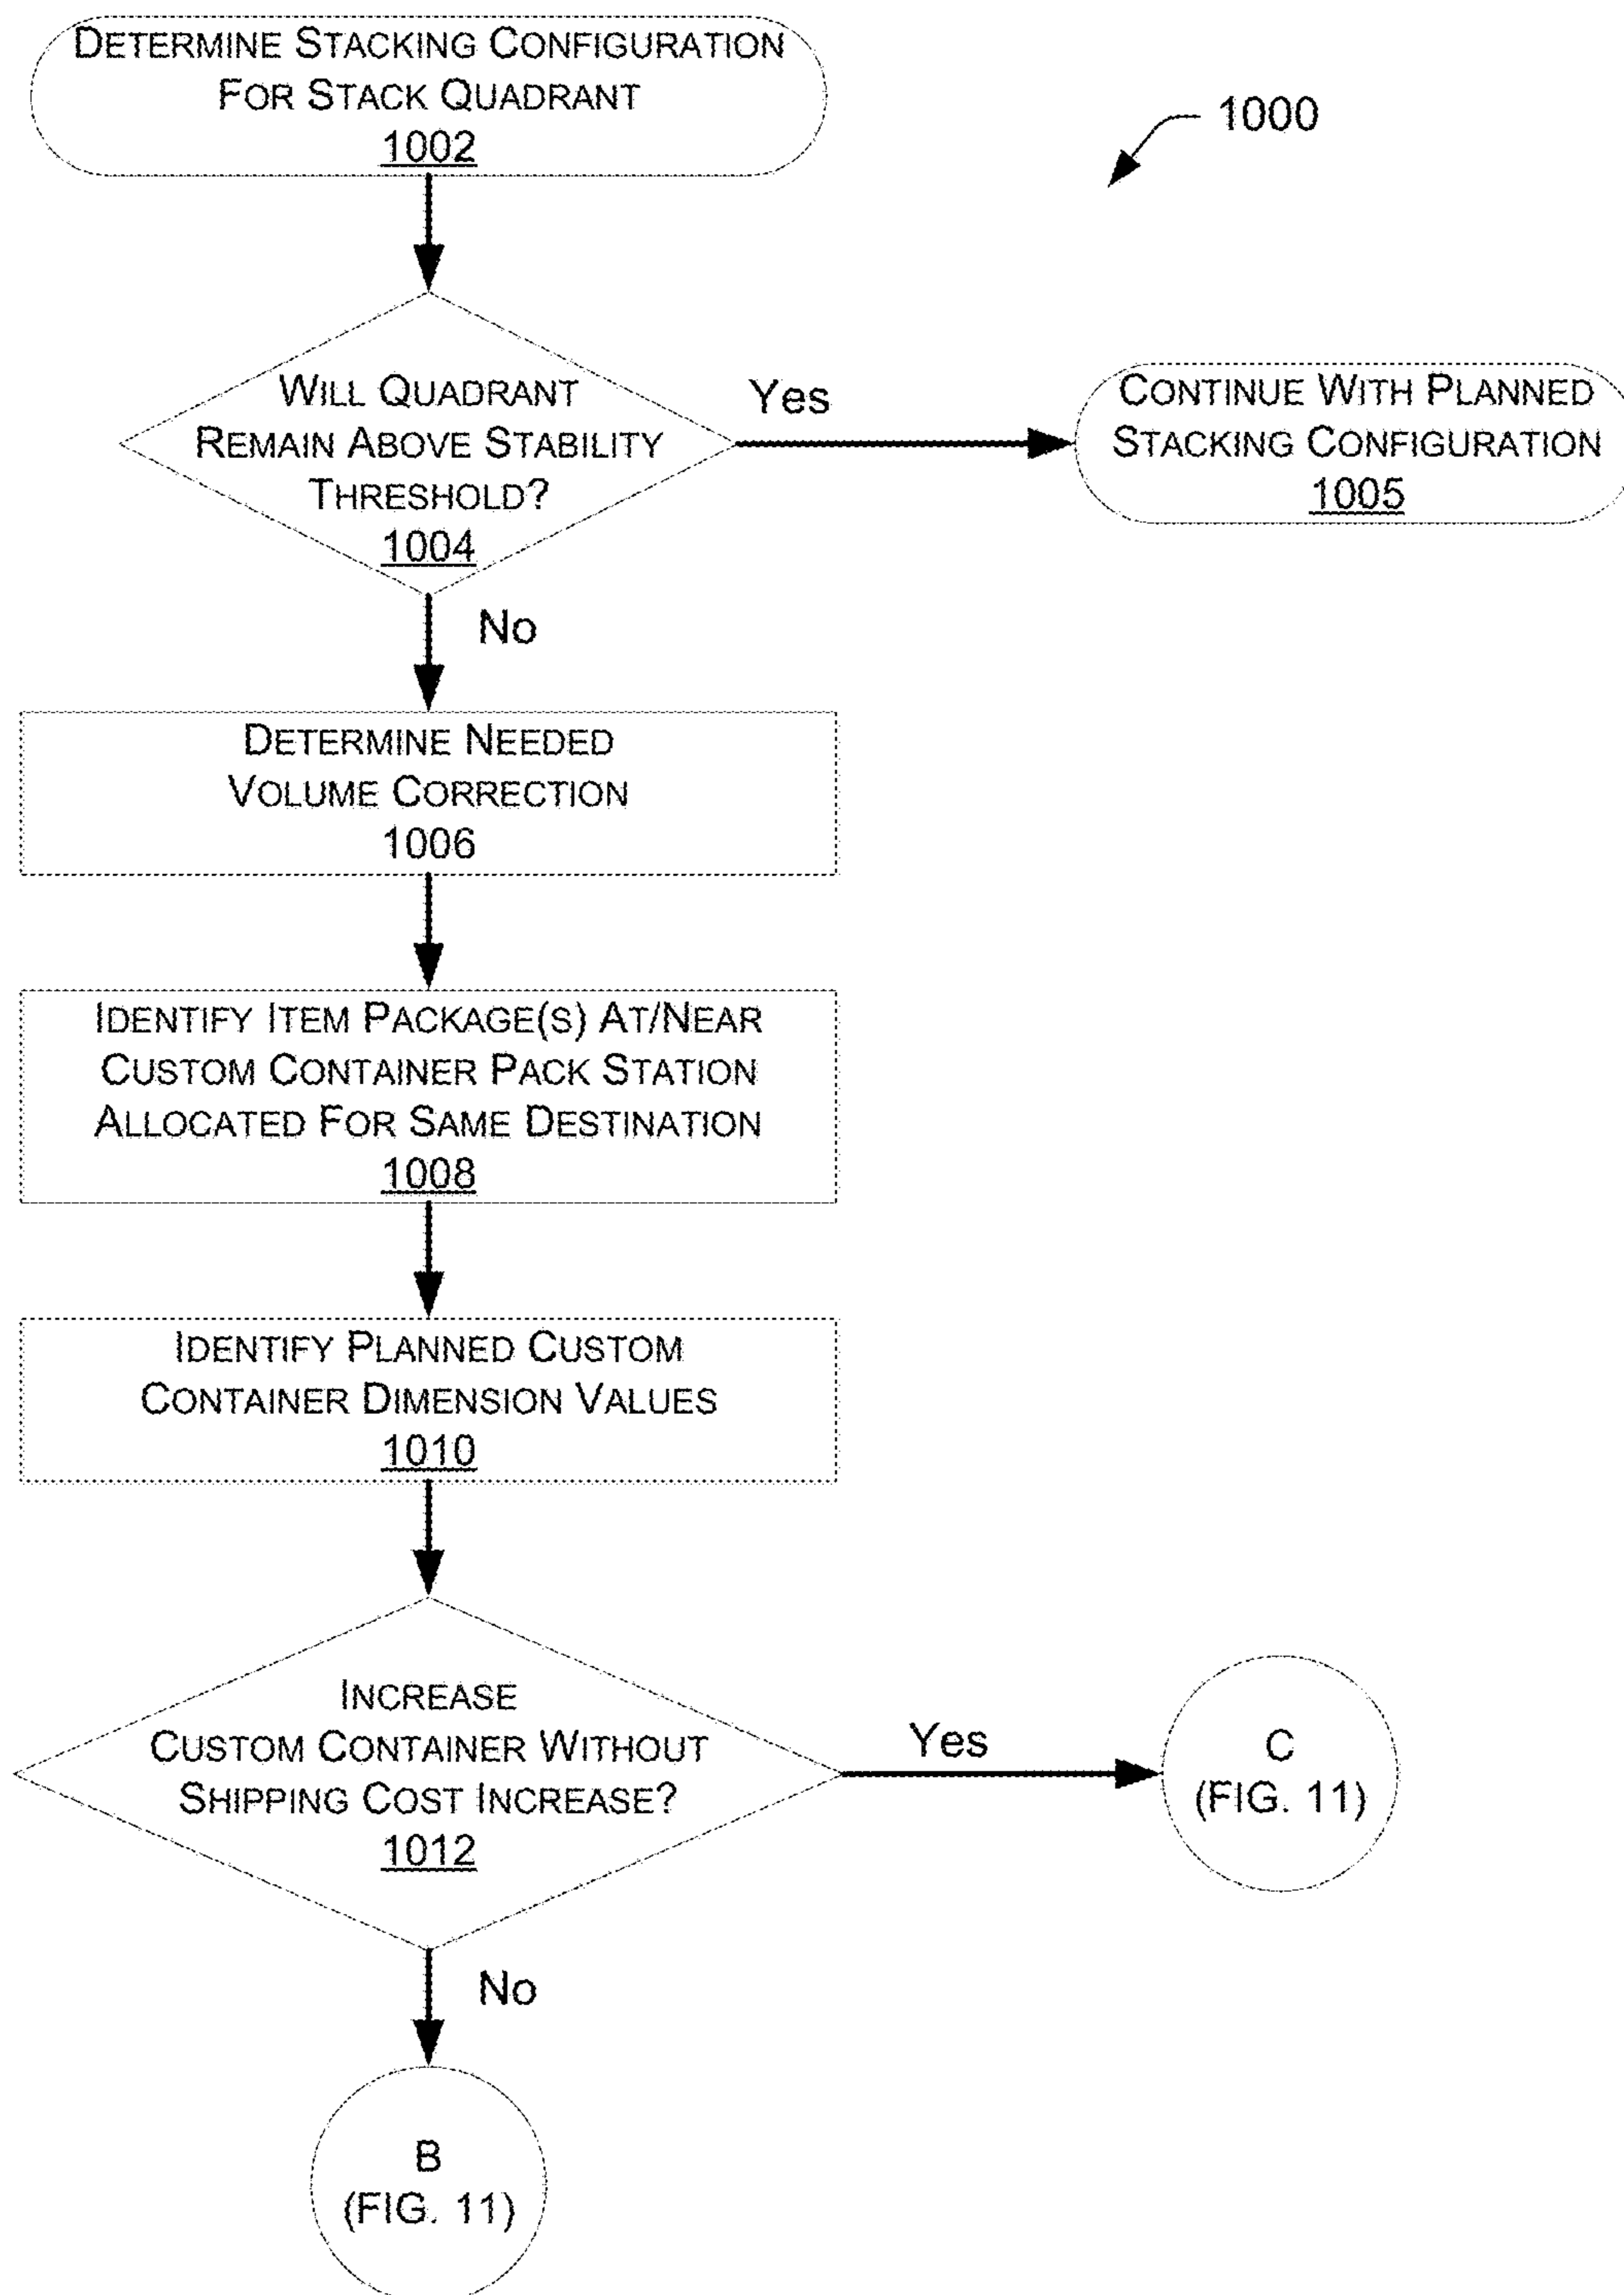 DETERMINE STACKING CONFIGURATION
FOR STACK QUADRANT
1002
1000
WILL QUADRANT
REMAIN ABOVE STABILITY
THRESHOLD?
1004
Yes
CONTINUE WITH PLANNED
STACKING CONFIGURATION
1005
No
DETERMINE NEEDED
VOLUME CORRECTION
1006
IDENTIFY ITEM PACKAGE(S) AT/NEAR
CUSTOM CONTAINER PACK STATION
ALLOCATED FOR SAME DESTINATION
1008
IDENTIFY PLANNED CUSTOM
CONTAINER DIMENSION VALUES
1010
INCREASE
CUSTOM CONTAINER WITHOUT
SHIPPING COST INCREASE?
1012
Yes
C
(FIG. 11)
No
B
(FIG. 11)